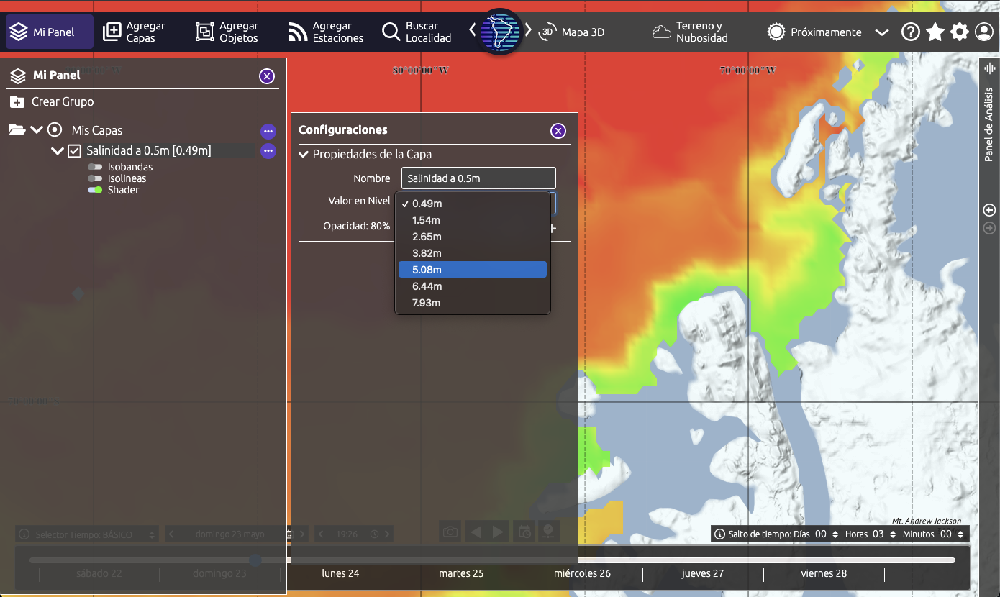 Mi Panel
Agregar
Capas
Agregar
Objetos
Agregar
Estaciones
Buscar
Localidad
3D
Mapa 3D
Terreno y
Nubosidad
Próximamente
80°00'00"W
70°00'00"W
Mi Panel
Crear Grupo
Mis Capas
Salinidad a 0.5m [0.49m]
Isobandas
Isolineas
Shader
Configuraciones
Propiedades de la Capa
Nombre
Salinidad a 0.5m
Valor en Nivel
✓ 0.49m
1.54m
2.65m
3.82m
5.08m
6.44m
7.93m
Opacidad: 80%
+
Panel de Análisis
Mt. Andrew Jackson
Selector Tiempo: BÁSICO
domingo 23 mayo
19:26
Salto de tiempo: Días 00 Horas 03 Minutos 00
sábado 22
domingo 23
lunes 24
martes 25
miércoles 26
jueves 27
viernes 28